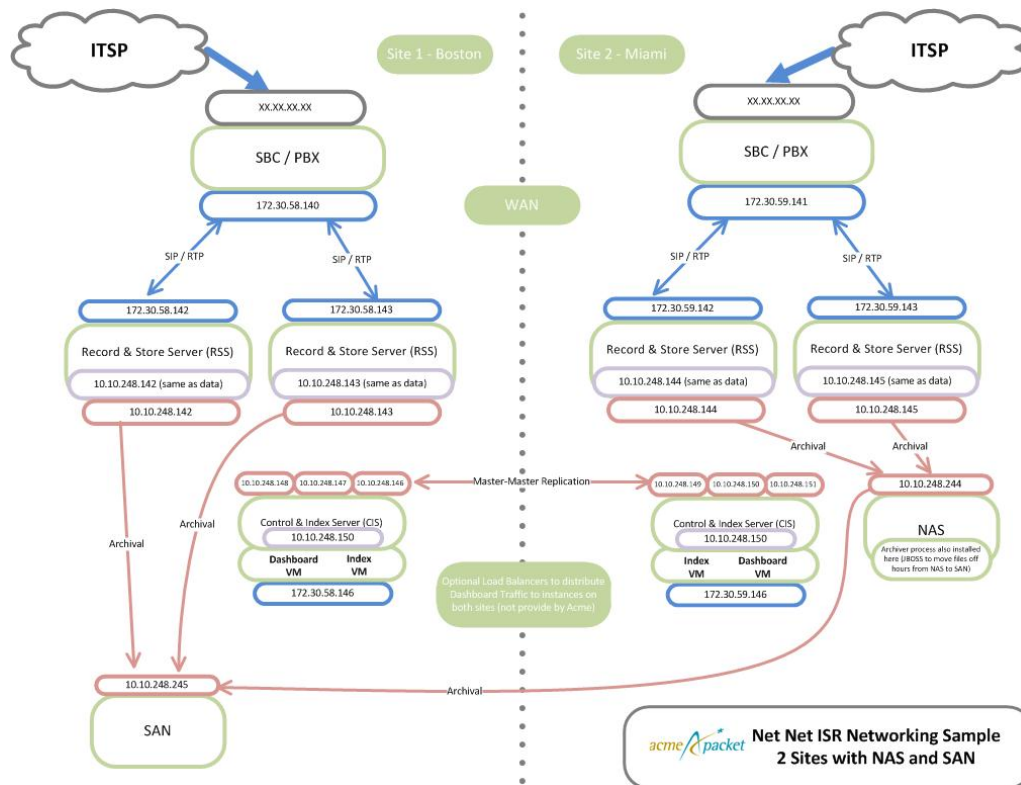 ITSP
Site 1 - Boston
Site 2 - Miami
ITSP
XX.XX.XX.XX
XX.XX.XX.XX
SBC / PBX
SBC / PBX
172.30.58.140
WAN
172.30.59.141
SIP / RTP
SIP / RTP
SIP / RTP
SIP / RTP
172.30.58.142
172.30.58.143
172.30.59.142
172.30.59.143
Record & Store Server (RSS)
Record & Store Server (RSS)
Record & Store Server (RSS)
Record & Store Server (RSS)
10.10.248.142 (same as data)
10.10.248.143 (same as data)
10.10.248.144 (same as data)
10.10.248.145 (same as data)
10.10.248.142
10.10.248.143
10.10.248.144
10.10.248.145
Archival
Archival
10.10.248.148
10.10.248.147
10.10.248.146
Master-Master Replication
10.10.248.149
10.10.248.150
10.10.248.151
10.10.248.244
Control & Index Server (CIS)
Control & Index Server (CIS)
NAS
10.10.248.150
10.10.248.150
Archival
Archival
Archiver process also installed
here (JBOSS to move files off
hours from NAS to SAN)
Dashboard
VM
Index
VM
Index
VM
Dashboard
VM
172.30.58.146
172.30.59.146
Optional Load Balancers to distribute
Dashboard Traffic to instances on
both sites (not provide by Acme)
10.10.248.245
Archival
SAN
acme packet
Net Net ISR Networking Sample
2 Sites with NAS and SAN